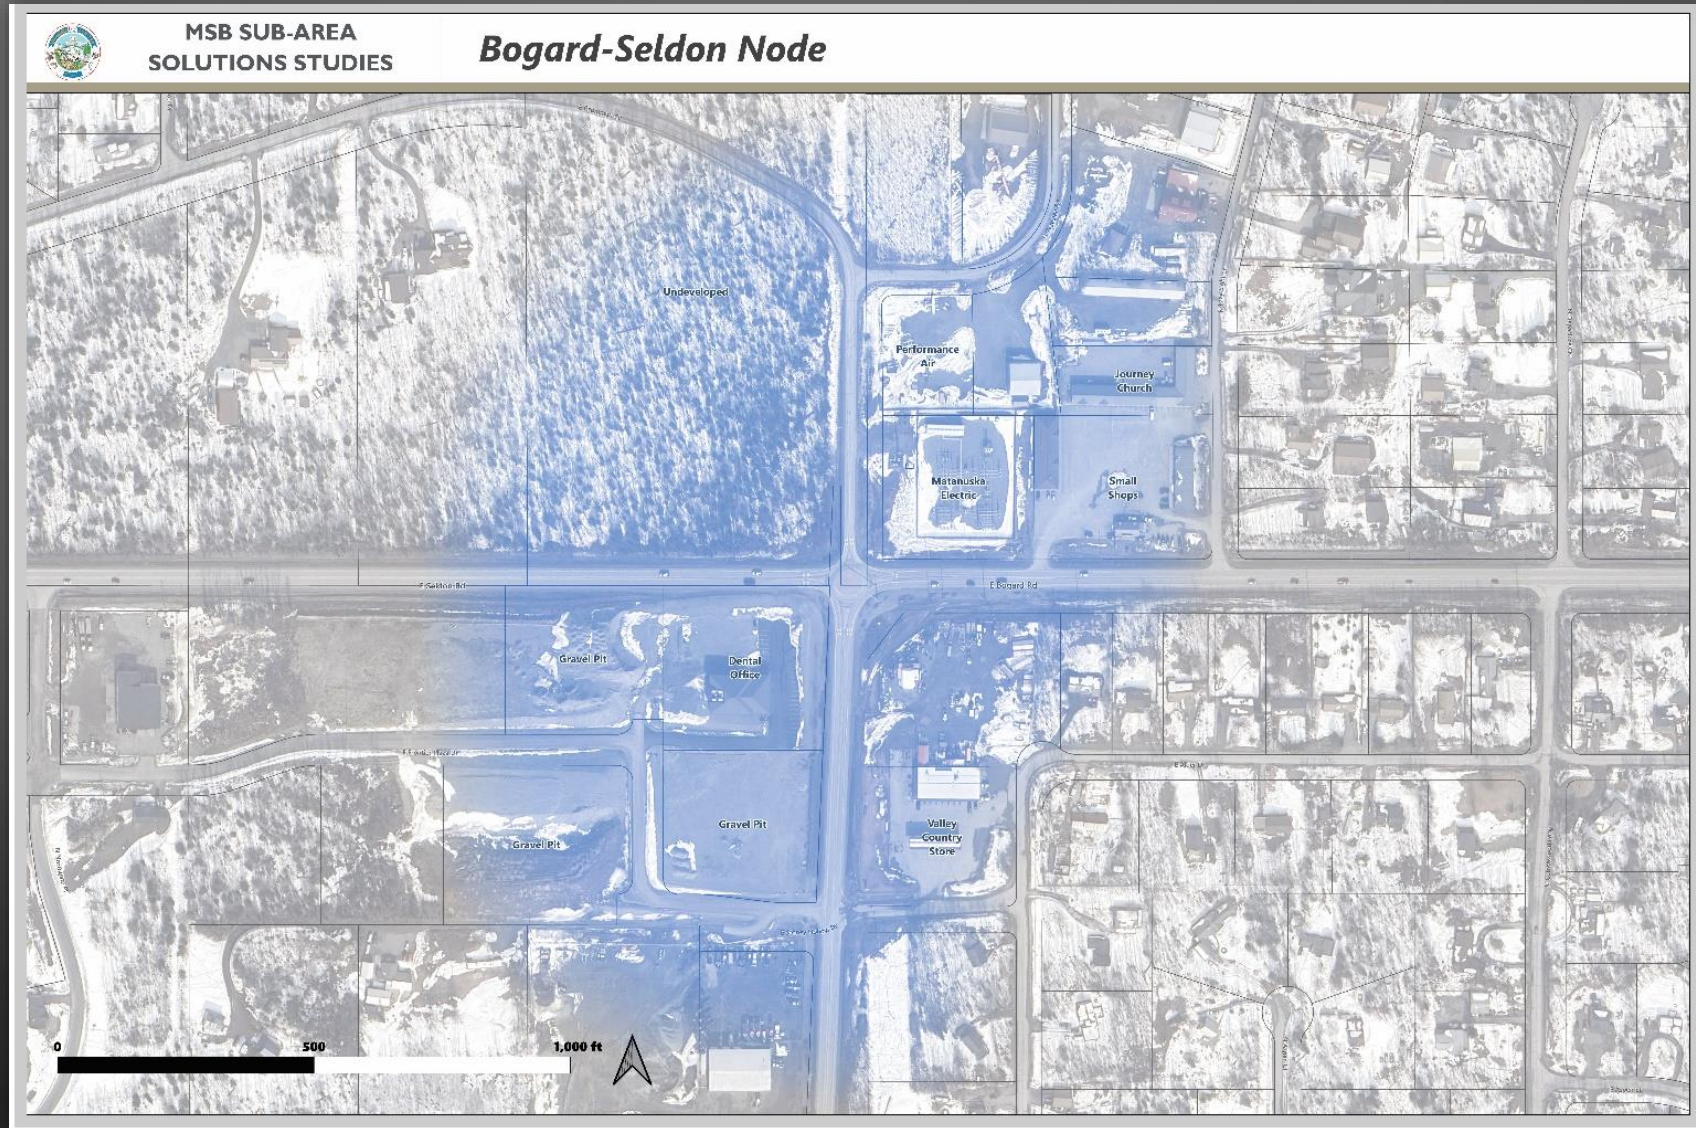 MSB SUB-AREA
SOLUTIONS STUDIES
Bogard-Seldon Node
Undeveloped
Performance
Air
Journey
Church
Matanuska
Electric
Small
Shops
E Seldon Rd
E Bogard Rd
Gravel Pit
Dental
Office
Gravel Pit
Gravel Pit
Valley
Country
Store
0
500
1,000 ft